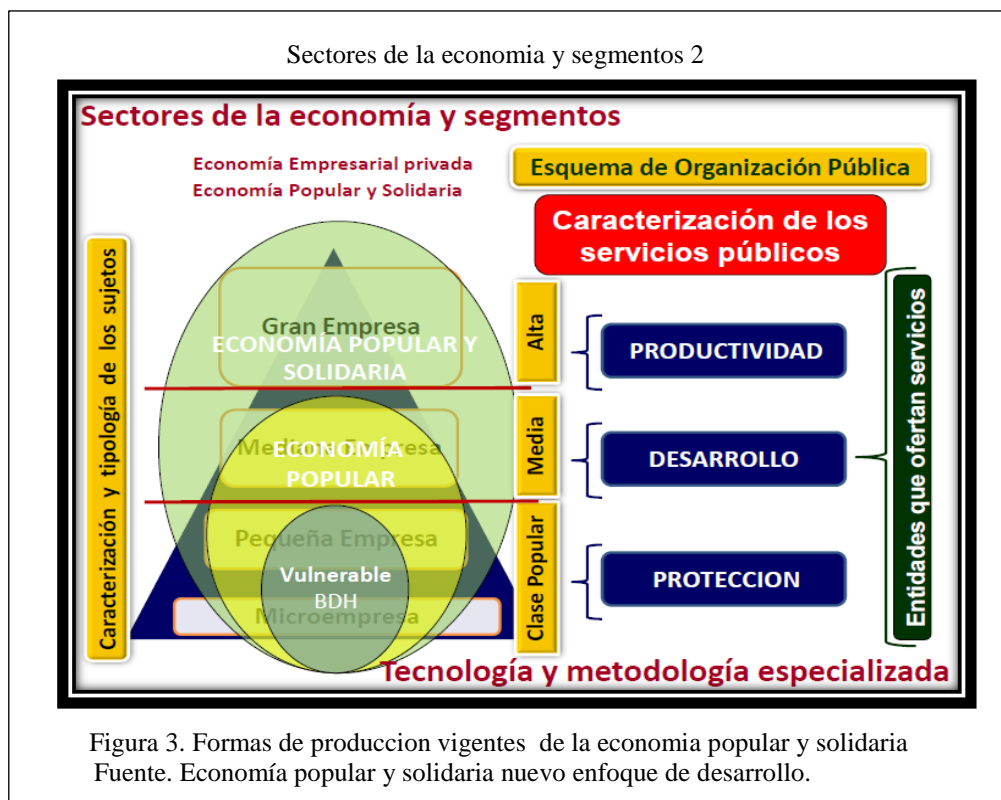 Sectores de la economia y segmentos 2
Sectores de la economía y segmentos
Economía Empresarial privada
Economía Popular y Solidaria
Esquema de Organización Pública
Caracterización de los
servicios públicos
Caracterización y tipología de los sujetos
Gran Empresa
ECONOMÍA POPULAR Y
SOLIDARIA
Mediana Empresa
ECONOMÍA
POPULAR
Pequeña Empresa
Vulnerable
BDH
Microempresa
Alta
Media
Clase Popular
PRODUCTIVIDAD
DESARROLLO
PROTECCION
Entidades que ofertan servicios
Tecnología y metodología especializada
Figura 3. Formas de produccion vigentes de la economia popular y solidaria
Fuente. Economía popular y solidaria nuevo enfoque de desarrollo.